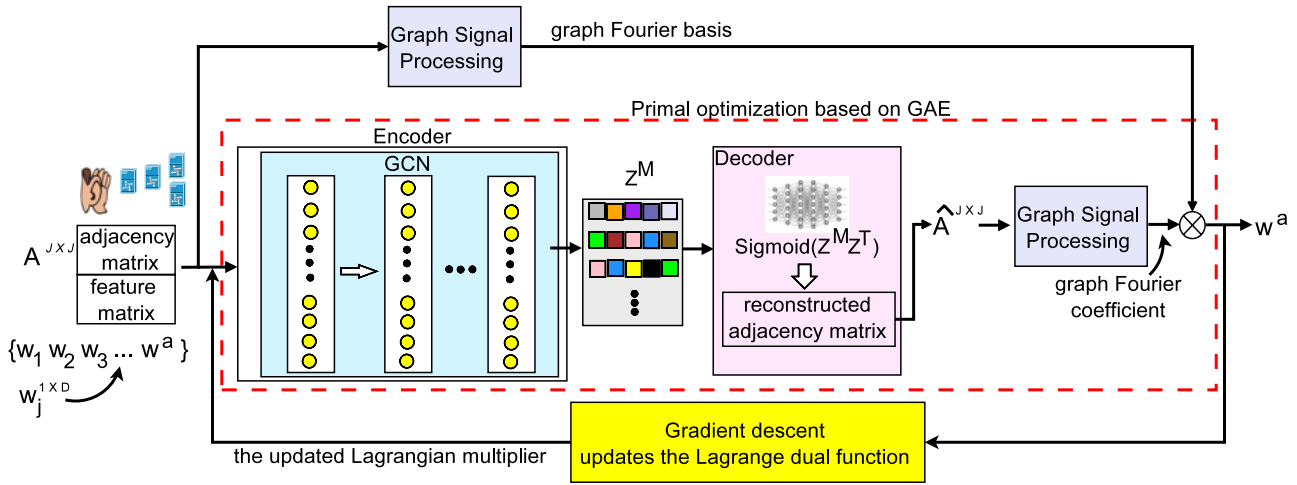 Graph Signal
Processing
graph Fourier basis
Primal optimization based on GAE
Encoder
GCN
Z^M
Decoder
Sigmoid(Z^M Z^T)
reconstructed
adjacency matrix
Â^{J X J}
Graph Signal
Processing
w^a
graph Fourier
coefficient
A^{J X J}
adjacency
matrix
feature
matrix
{w_1 w_2 w_3 ... w^a }
w_j^{1 X D}
the updated Lagrangian multiplier
Gradient descent
updates the Lagrange dual function